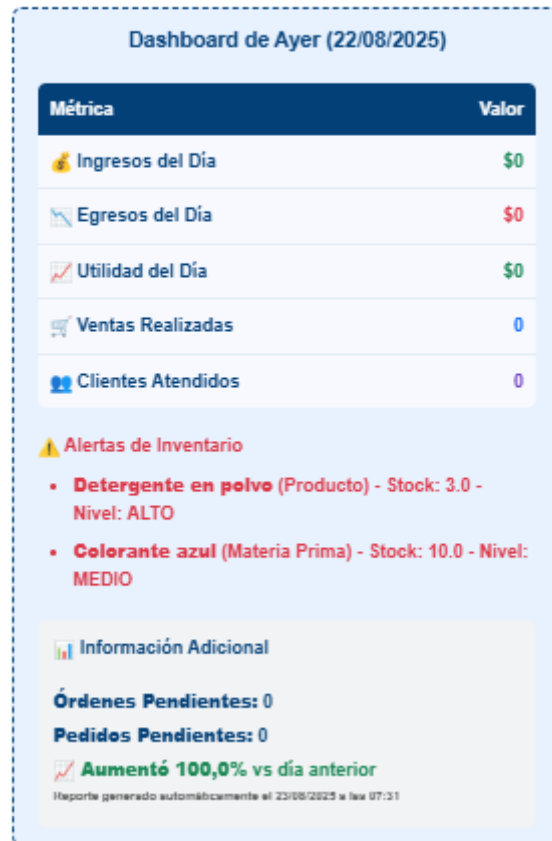 Dashboard de Ayer (22/08/2025)
Métrica Valor
💰 Ingresos del Día $0
📉 Egresos del Día $0
📈 Utilidad del Día $0
🛒 Ventas Realizadas 0
👥 Clientes Atendidos 0
⚠️ Alertas de Inventario
• Detergente en polvo (Producto) - Stock: 3.0 -
Nivel: ALTO
• Colorante azul (Materia Prima) - Stock: 10.0 - Nivel:
MEDIO
📊 Información Adicional
Órdenes Pendientes: 0
Pedidos Pendientes: 0
📈 Aumentó 100,0% vs día anterior
Reporte generado automáticamente el 23/08/2025 a las 07:31